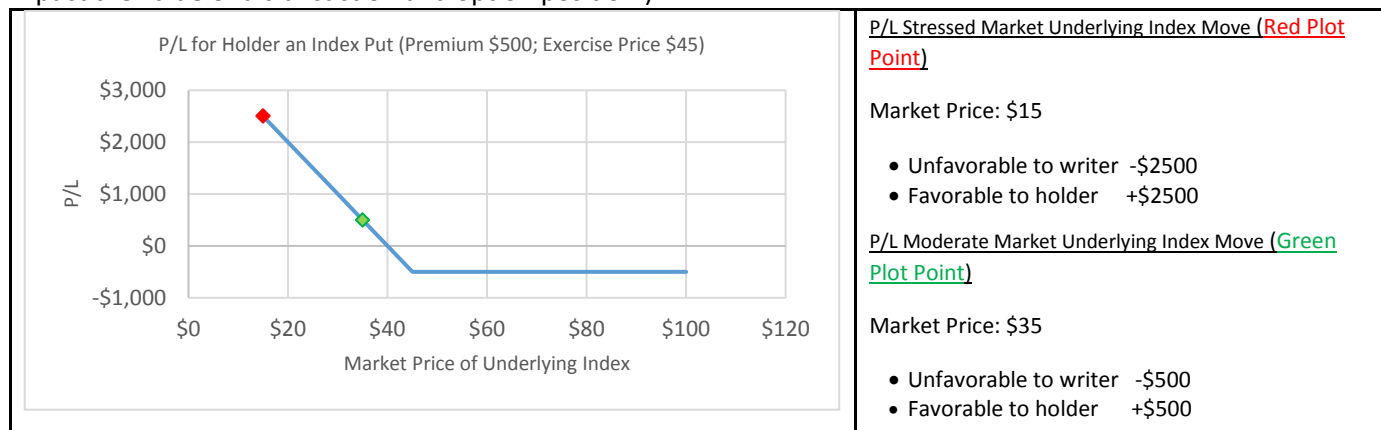 P/L for Holder an Index Put (Premium $500; Exercise Price $45)
$3,000
$2,000
$1,000
$0
-$1,000
P/L
$0 $20 $40 $60 $80 $100 $120
Market Price of Underlying Index
P/L Stressed Market Underlying Index Move (Red Plot
Point)
Market Price: $15
• Unfavorable to writer -$2500
• Favorable to holder +$2500
P/L Moderate Market Underlying Index Move (Green
Plot Point)
Market Price: $35
• Unfavorable to writer -$500
• Favorable to holder +$500